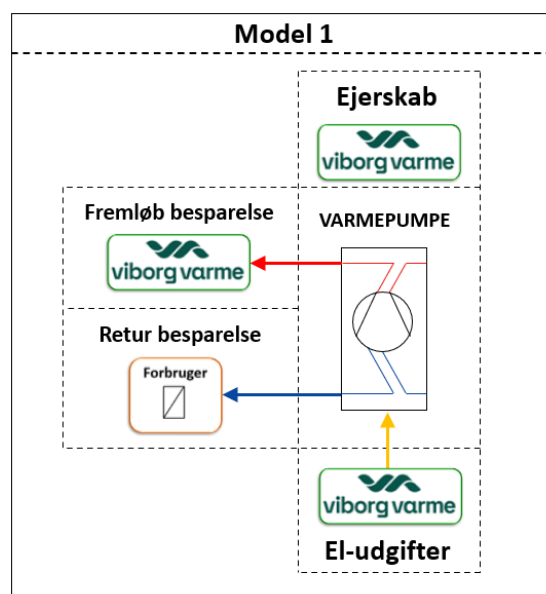 Model 1
Ejerskab
viborg varme
Fremløb besparelse
viborg varme
VARMEPUMPE
Retur besparelse
Forbruger
viborg varme
El-udgifter